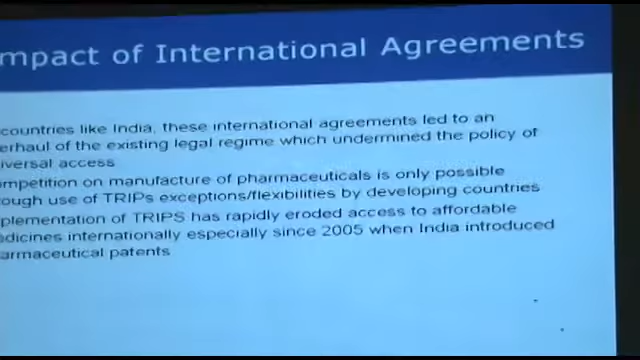 mpact of International Agreements
countries like India, these international agreements led to an
erhaul of the existing legal regime which undermined the policy of
iversal access
mpetition on manufacture of pharmaceuticals is only possible
rough use of TRIPs exceptions/flexibilities by developing countries
plementation of TRIPS has rapidly eroded access to affordable
dicines internationally especially since 2005 when India introduced
armaceutical patents